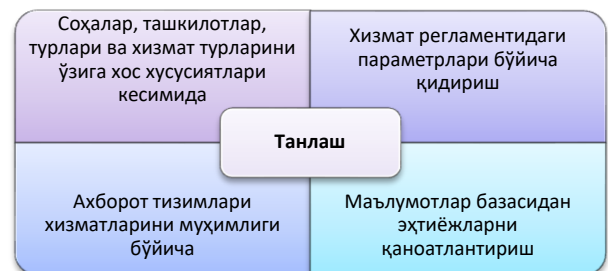 Соҳалар, ташкилотлар,
турлари ва хизмат турларини
ўзига хос хусусиятлари
кесимида
Хизмат регламентидаги
параметрлари бўйича
қидириш
Танлаш
Ахборот тизимлари
хизматларини муҳимлиги
бўйича
Маълумотлар базасидан
эҳтиёжларни
қаноатлантириш